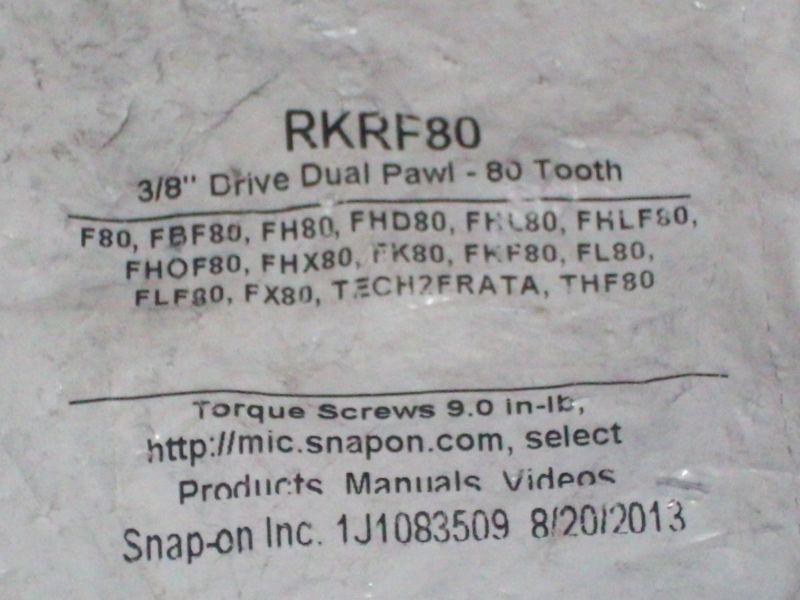 RKRF80
3/8" Drive Dual Pawl - 80 Tooth
F80, FBF80, FH80, FHD80, FHL80, FHLF80,
FHOF80, FHX80, FK80, FKF80, FL80,
FLF80, FX80, TECH2FRATA, THF80
Torque Screws 9.0 in-lb,
http://mic.snapon.com, select
Products Manuals Videos
Snap-on Inc. 1J1083509 8/20/2013